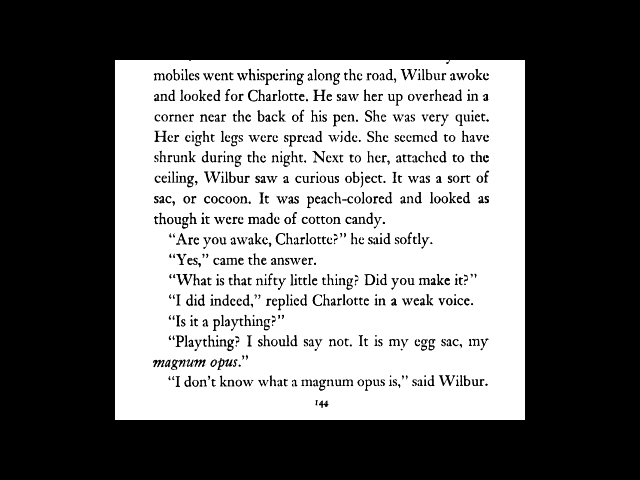 mobiles went whispering along the road, Wilbur awoke
and looked for Charlotte. He saw her up overhead in a
corner near the back of his pen. She was very quiet.
Her eight legs were spread wide. She seemed to have
shrunk during the night. Next to her, attached to the
ceiling, Wilbur saw a curious object. It was a sort of
sac, or cocoon. It was peach-colored and looked as
though it were made of cotton candy.
“Are you awake, Charlotte?” he said softly.
“Yes,” came the answer.
“What is that nifty little thing? Did you make it?”
“I did indeed,” replied Charlotte in a weak voice.
“Is it a plaything?”
“Plaything? I should say not. It is my egg sac, my
magnum opus.”
“I don't know what a magnum opus is,” said Wilbur.
144